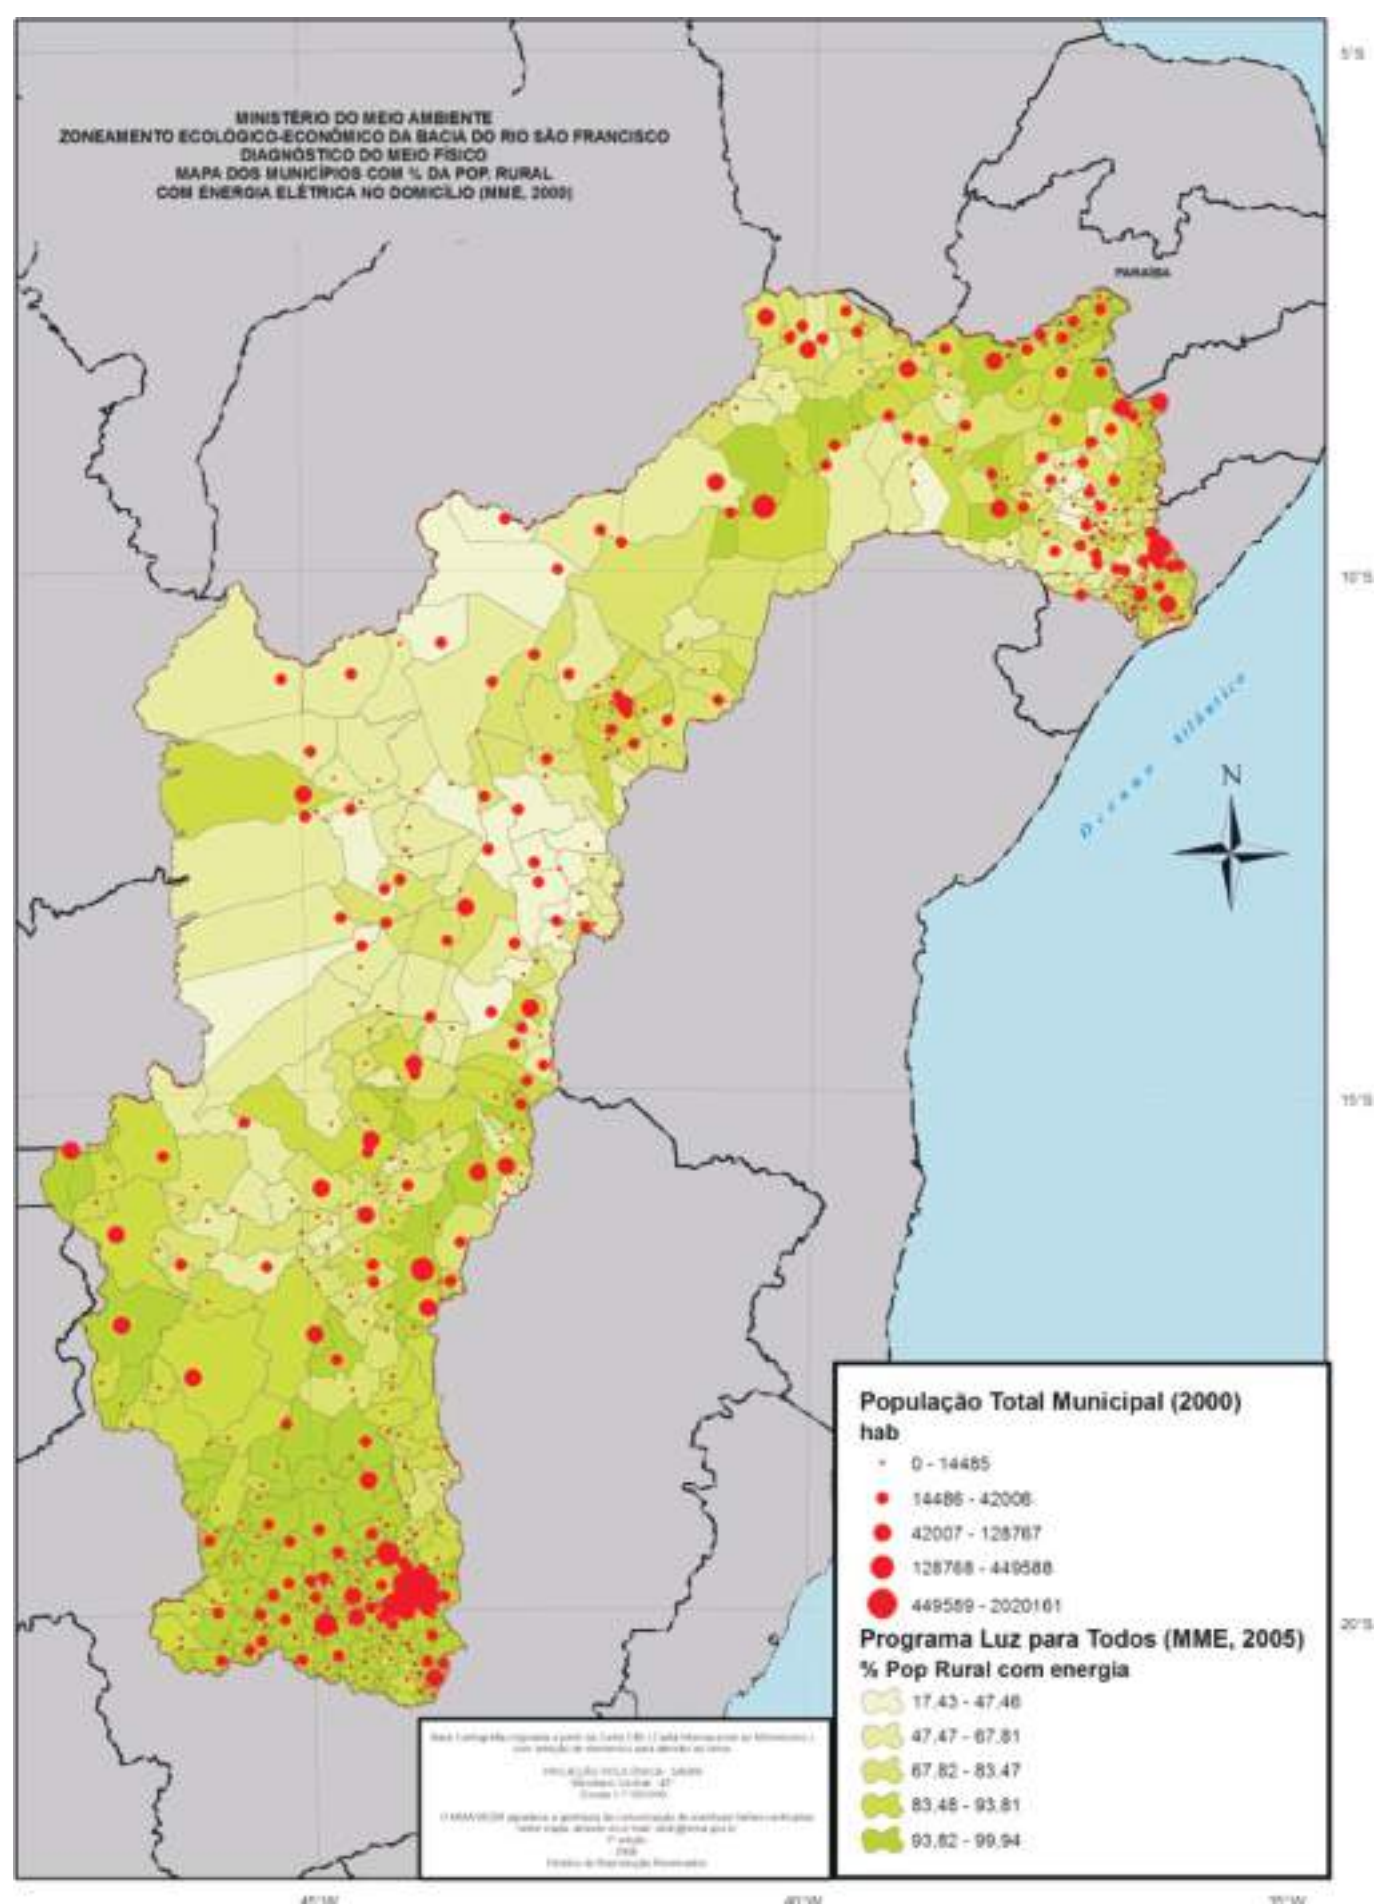 MINISTÉRIO DO MEIO AMBIENTE
ZONEAMENTO ECOLÓGICO-ECONÔMICO DA BACIA DO RIO SÃO FRANCISCO
DIAGNÓSTICO DO MEIO FÍSICO
MAPA DOS MUNICÍPIOS COM % DA POP. RURAL
COM ENERGIA ELÉTRICA NO DOMICÍLIO (MME, 2000)
5°S
PARAÍBA
10°S
Oceano Atlântico
N
15°S
População Total Municipal (2000)
hab
0 - 14485
14486 - 42006
42007 - 128767
128768 - 449588
449589 - 2020161
20°S
Programa Luz para Todos (MME, 2005)
% Pop Rural com energia
17,43 - 47,46
47,47 - 67,81
67,82 - 83,47
83,48 - 93,81
93,82 - 99,94
45°W
40°W
35°W